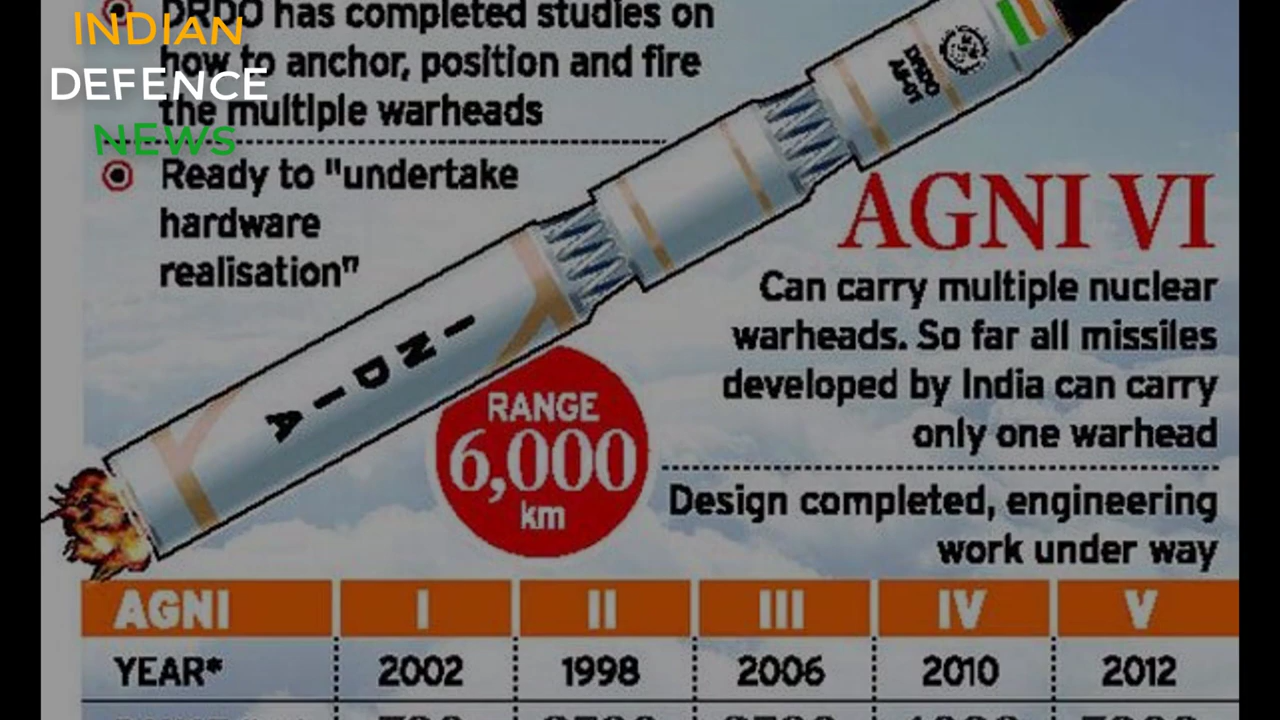 INDIAN
DEFENCE
NEWS
DRDO has completed studies on
how to anchor, position and fire
the multiple warheads
Ready to "undertake
hardware
realisation"
DRDO
INDIA
AGNI VI
Can carry multiple nuclear
warheads. So far all missiles
developed by India can carry
only one warhead
RANGE
6,000
km
Design completed, engineering
work under way
AGNI I II III IV V
YEAR* 2002 1998 2006 2010 2012